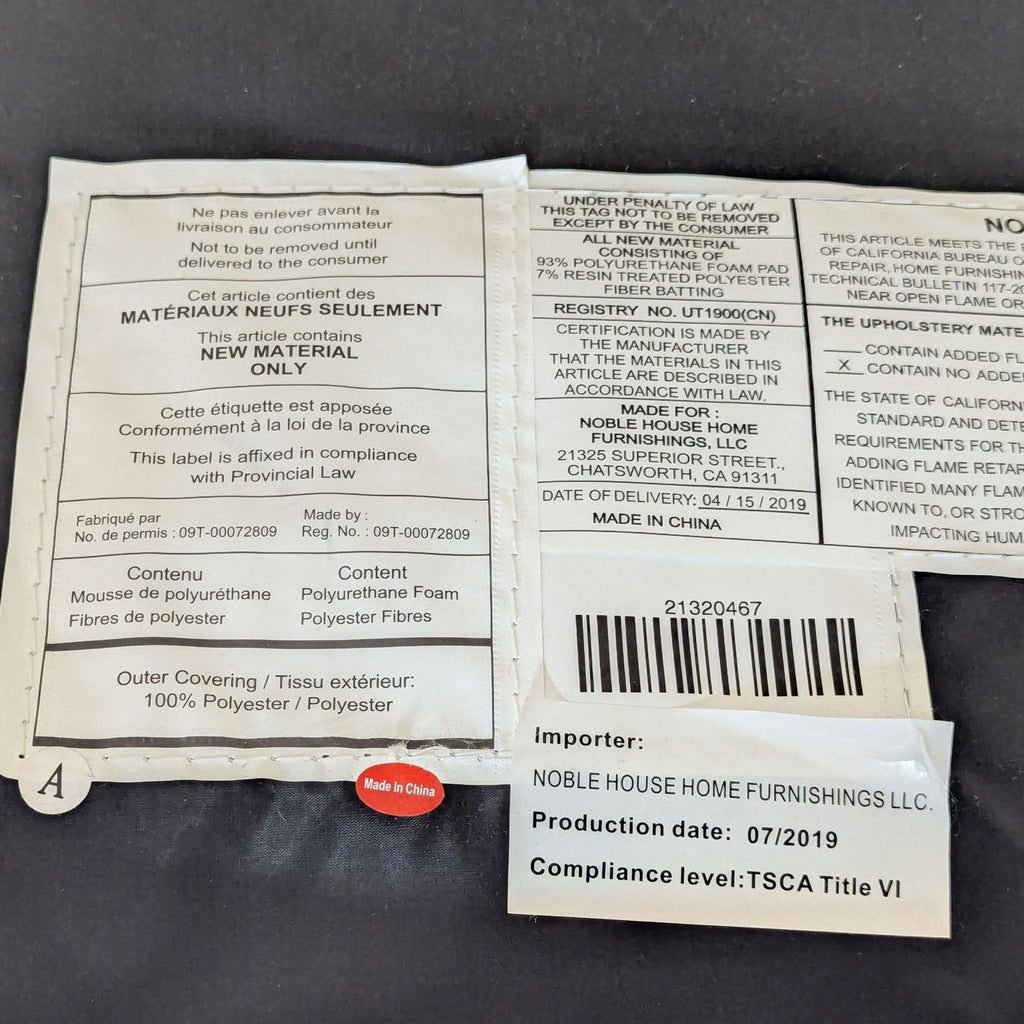 Ne pas enlever avant la
livraison au consommateur
Not to be removed until
delivered to the consumer
Cet article contient des
MATÉRIAUX NEUFS SEULEMENT
This article contains
NEW MATERIAL
ONLY
Cette étiquette est apposée
Conformément à la loi de la province
This label is affixed in compliance
with Provincial Law
Fabriqué par
No. de permis : 09T-00072809
Made by :
Reg. No. : 09T-00072809
Contenu
Mousse de polyuréthane
Fibres de polyester
Content
Polyurethane Foam
Polyester Fibres
Outer Covering / Tissu extérieur:
100% Polyester / Polyester
A
Made In China
UNDER PENALTY OF LAW
THIS TAG NOT TO BE REMOVED
EXCEPT BY THE CONSUMER
ALL NEW MATERIAL
CONSISTING OF
93% POLYURETHANE FOAM PAD
7% RESIN TREATED POLYESTER
FIBER BATTING
REGISTRY NO. UT1900(CN)
CERTIFICATION IS MADE BY
THE MANUFACTURER
THAT THE MATERIALS IN THIS
ARTICLE ARE DESCRIBED IN
ACCORDANCE WITH LAW.
MADE FOR :
NOBLE HOUSE HOME
FURNISHINGS, LLC
21325 SUPERIOR STREET.,
CHATSWORTH, CA 91311
DATE OF DELIVERY: 04 / 15 / 2019
MADE IN CHINA
THIS ARTICLE MEETS THE
OF CALIFORNIA BUREAU
REPAIR, HOME
TECHNICAL BULLETIN
NEAR OPEN FLAME OR
THE UPHOLSTERY
CONTAIN ADDED
X CONTAIN NO
THE STATE OF
STANDARD AND
REQUIREMENTS FOR
ADDING FLAME
IDENTIFIED MANY
KNOWN TO, OR
IMPACTING
21320467
Importer:
NOBLE HOUSE HOME FURNISHINGS LLC.
Production date: 07/2019
Compliance level:TSCA Title VI